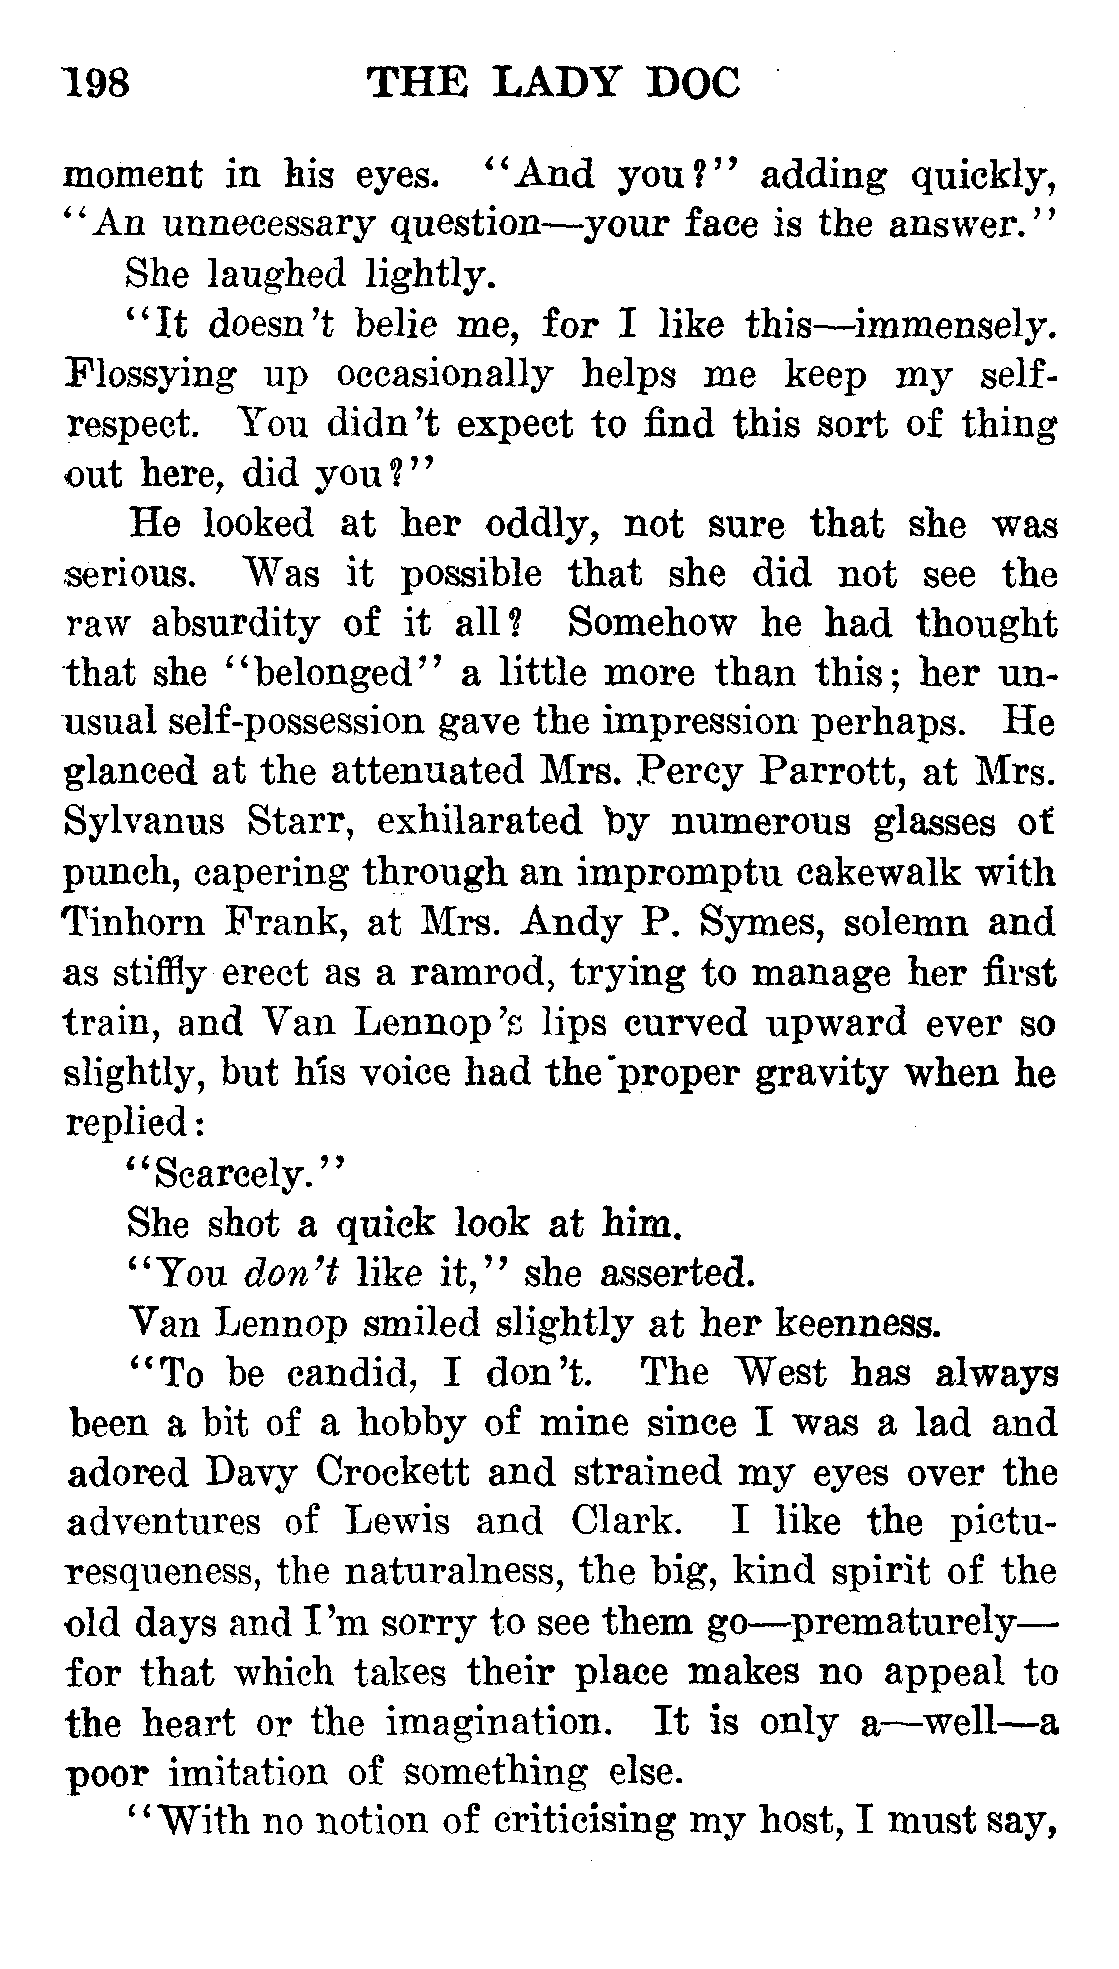 198 THE LADY DOC
moment in his eyes. "And you?" adding quickly,
"An unnecessary question—your face is the answer."
She laughed lightly.
"It doesn't belie me, for I like this—immensely.
Flossying up occasionally helps me keep my self-
respect. You didn't expect to find this sort of thing
out here, did you?"
He looked at her oddly, not sure that she was
serious. Was it possible that she did not see the
raw absurdity of it all? Somehow he had thought
that she "belonged" a little more than this; her un-
usual self-possession gave the impression perhaps. He
glanced at the attenuated Mrs. Percy Parrott, at Mrs.
Sylvanus Starr, exhilarated by numerous glasses of
punch, capering through an impromptu cakewalk with
Tinhorn Frank, at Mrs. Andy P. Symes, solemn and
as stiffly erect as a ramrod, trying to manage her first
train, and Van Lennop's lips curved upward ever so
slightly, but his voice had the proper gravity when he
replied:
"Scarcely."
She shot a quick look at him.
"You don't like it," she asserted.
Van Lennop smiled slightly at her keenness.
"To be candid, I don't. The West has always
been a bit of a hobby of mine since I was a lad and
adored Davy Crockett and strained my eyes over the
adventures of Lewis and Clark. I like the pictu-
resqueness, the naturalness, the big, kind spirit of the
old days and I'm sorry to see them go—prematurely—
for that which takes their place makes no appeal to
the heart or the imagination. It is only a—well—a
poor imitation of something else.
"With no notion of criticising my host, I must say,